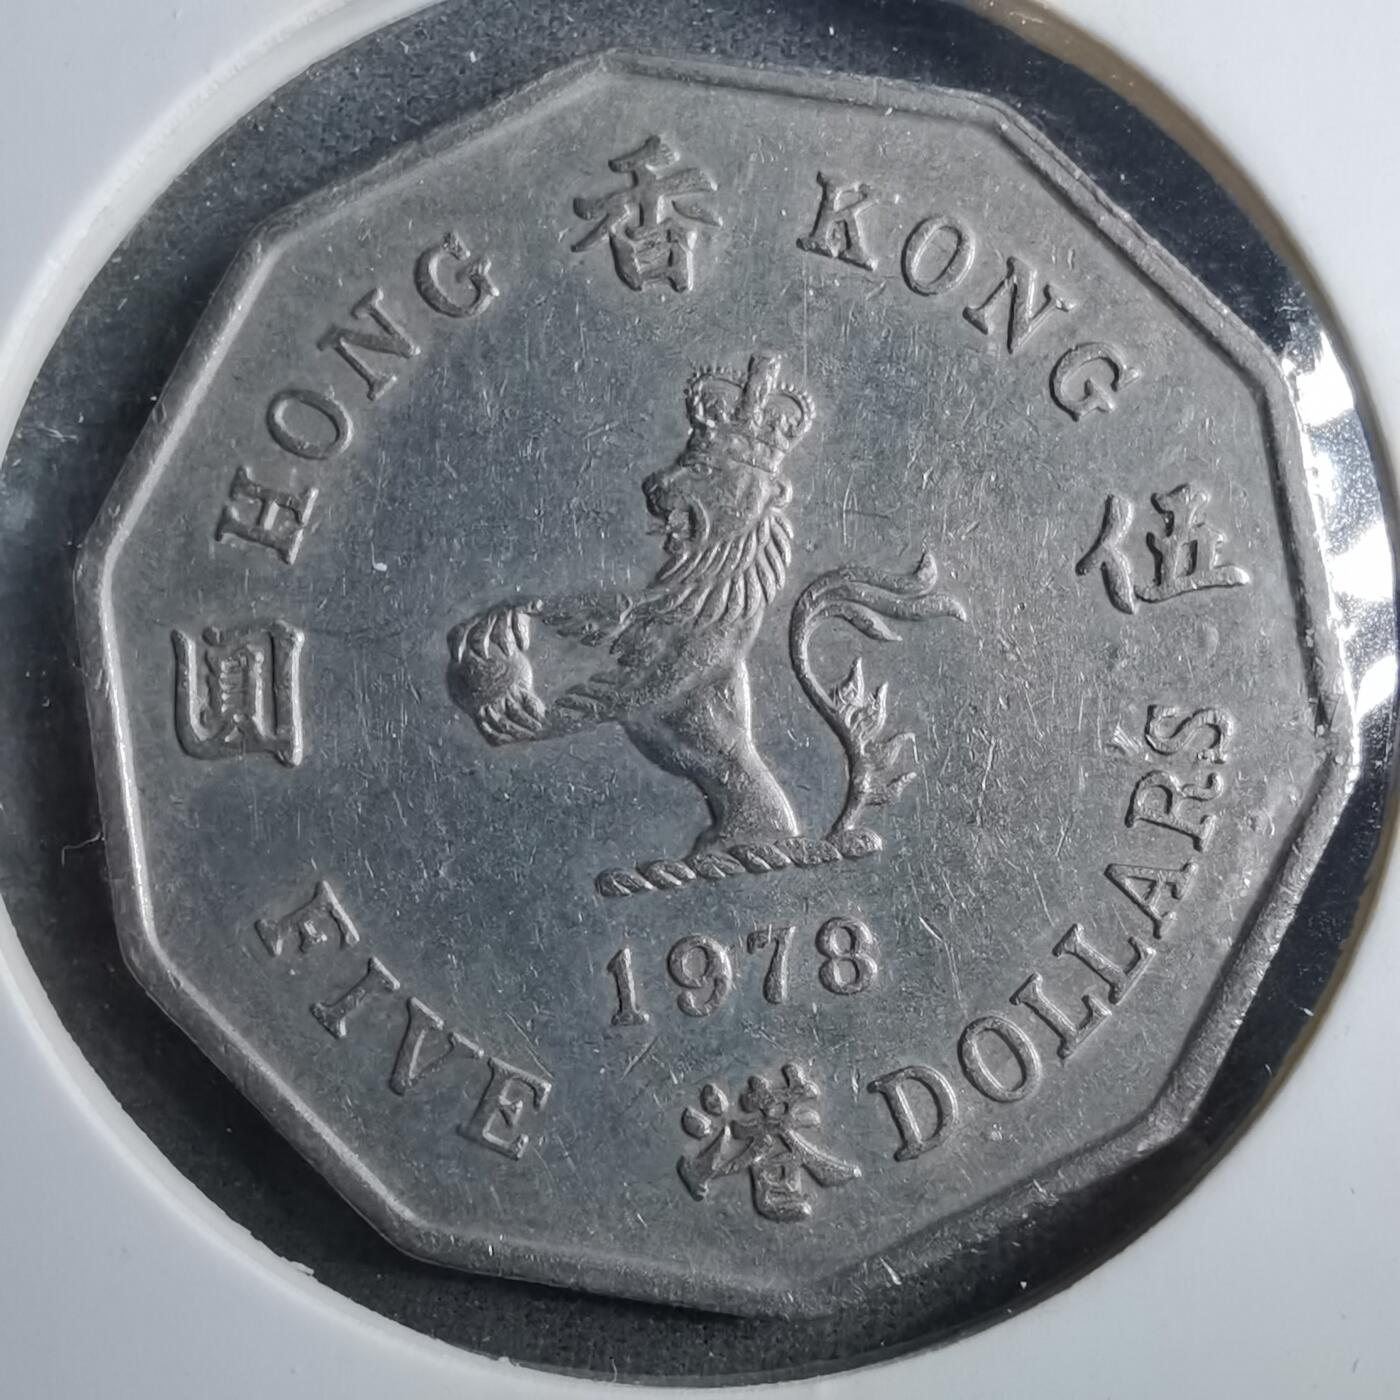 HONG KONG
香港
伍圓
1978
FIVE DOLLARS